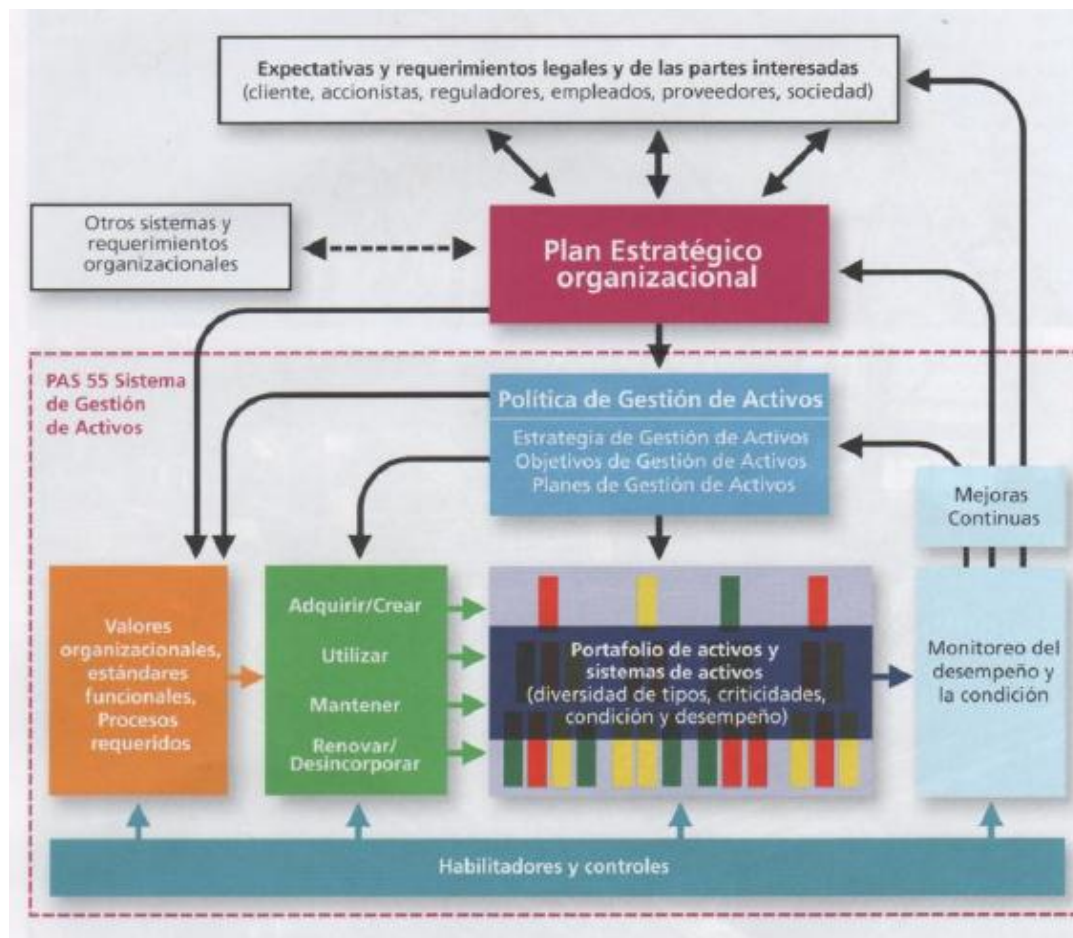 Expectativas y requerimientos legales y de las partes interesadas
(cliente, accionistas, reguladores, empleados, proveedores, sociedad)
Otros sistemas y
requerimientos
organizacionales
Plan Estratégico
organizacional
PAS 55 Sistema
de Gestión
de Activos
Política de Gestión de Activos
Estrategia de Gestión de Activos
Objetivos de Gestión de Activos
Planes de Gestión de Activos
Mejoras
Continuas
Valores
organizacionales,
estándares
funcionales,
Procesos
requeridos
Adquirir/Crear
Utilizar
Mantener
Renovar/
Desincorporar
Portafolio de activos y
sistemas de activos
(diversidad de tipos, criticidades,
condición y desempeño)
Monitoreo del
desempeño y
la condición
Habilitadores y controles